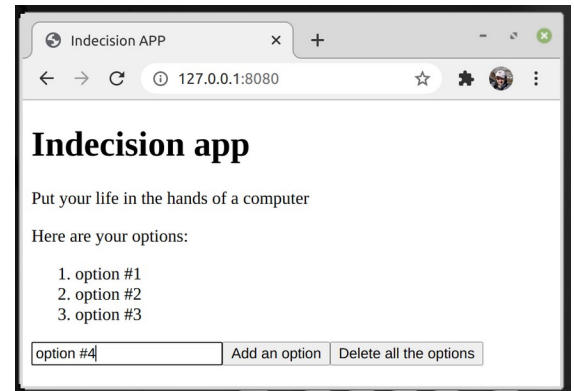 Indecision APP
127.0.0.1:8080
Indecision app
Put your life in the hands of a computer
Here are your options:
1. option #1
2. option #2
3. option #3
option #4 Add an option Delete all the options